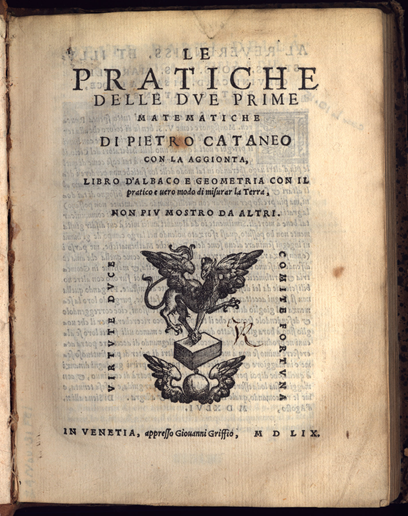 LE
PRATICHE
DELLE DVE PRIME
MATEMATICHE
DI PIETRO CATANEO
CON LA AGGIONTA,
LIBRO D'ALBACO E GEOMETRIA CON IL
pratico e uero modo di misurar la Terra,
NON PIV MOSTRO DA ALTRI.
VIRTVTE DVCE
COMITE FORTVNA
IN VENETIA, appresso Giouanni Griffio, M D LIX.